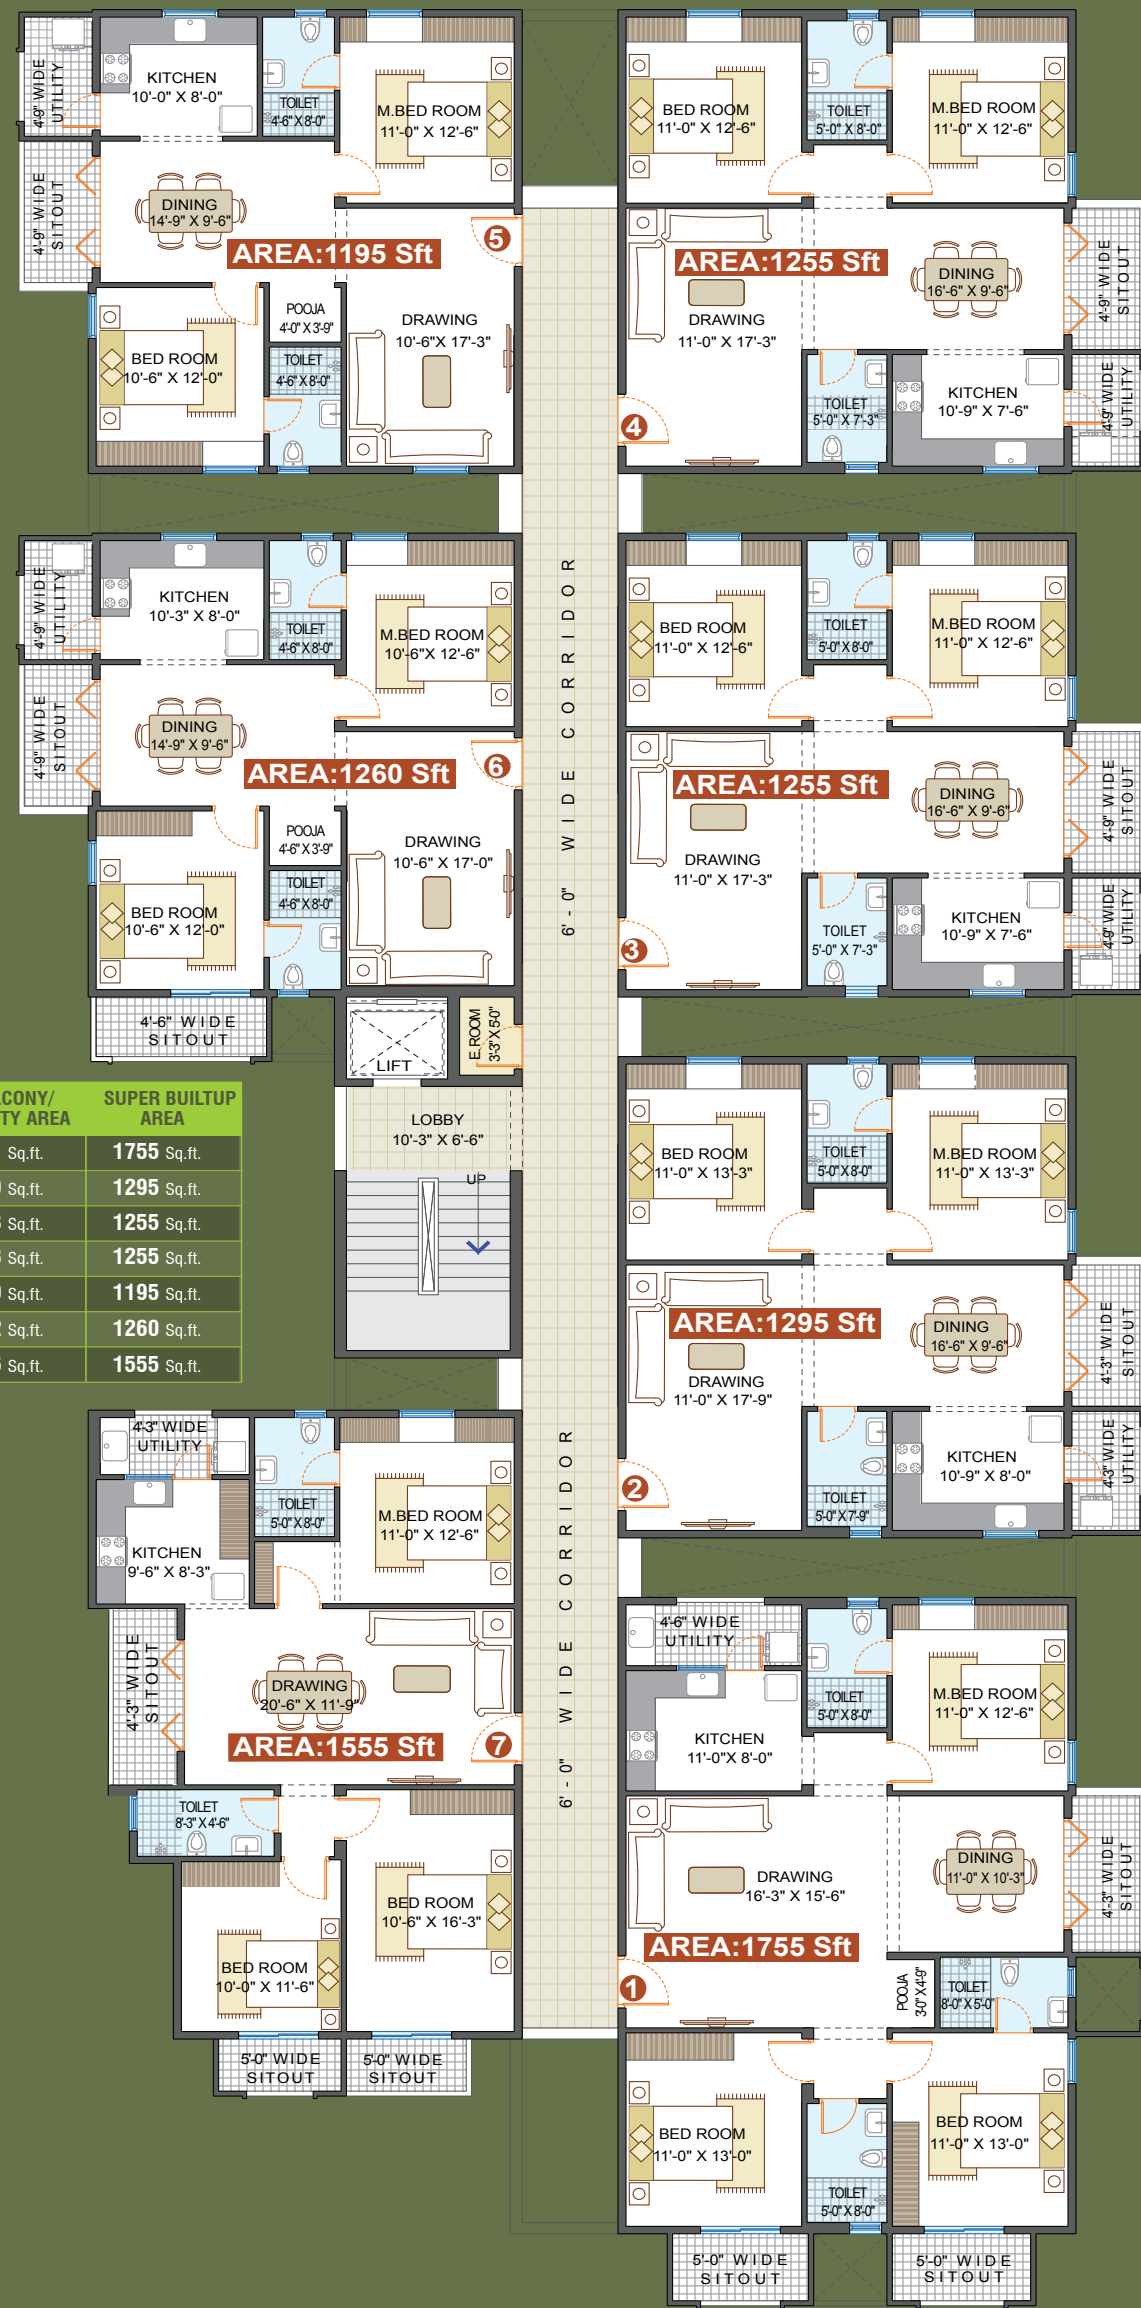 4'-9" WIDE
UTILITY
KITCHEN
10'-0" X 8'-0"
TOILET
4'-6" X 8'-0"
M.BED ROOM
11'-0" X 12'-6"
4'-9" WIDE
SITOUT
DINING
14'-9" X 9'-6"
AREA:1195 Sft
5
POOJA
4'-0" X 3'-9"
DRAWING
10'-6"X 17'-3"
BED ROOM
10'-6" X 12'-0"
TOILET
4'-6" X 8'-0"
BED ROOM
11'-0" X 12'-6"
TOILET
5'-0" X 8'-0"
M.BED ROOM
11'-0" X 12'-6"
AREA:1255 Sft
DINING
16'-6" X 9'-6"
4'-9" WIDE
SITOUT
DRAWING
11'-0" X 17'-3"
4
TOILET
5'-0" X 7'-3"
KITCHEN
10'-9" X 7'-6"
4'-9" WIDE
UTILITY
4'-9" WIDE
UTILITY
KITCHEN
10'-3" X 8'-0"
TOILET
4'-6" X 8'-0"
M.BED ROOM
10'-6"X 12'-6"
4'-9" WIDE
SITOUT
DINING
14'-9" X 9'-6"
AREA:1260 Sft
6
POOJA
4'-6" X 3'-9"
DRAWING
10'-6" X 17'-0"
BED ROOM
10'-6" X 12'-0"
TOILET
4'-6" X 8'-0"
4'-6" WIDE
SITOUT
LIFT
E.ROOM
3'-3" X 5'-0"
LOBBY
10'-3" X 6'-6"
UP
6'-0" WIDE CORRIDOR
BED ROOM
11'-0" X 12'-6"
TOILET
5'-0" X 8'-0"
M.BED ROOM
11'-0" X 12'-6"
AREA:1255 Sft
DINING
16'-6" X 9'-6"
4'-9" WIDE
SITOUT
DRAWING
11'-0" X 17'-3"
3
TOILET
5'-0" X 7'-3"
KITCHEN
10'-9" X 7'-6"
4'-9" WIDE
UTILITY
SUPER BUILTUP
AREA
Sq.ft. 1755 Sq.ft.
Sq.ft. 1295 Sq.ft.
Sq.ft. 1255 Sq.ft.
Sq.ft. 1255 Sq.ft.
Sq.ft. 1195 Sq.ft.
Sq.ft. 1260 Sq.ft.
Sq.ft. 1555 Sq.ft.
BED ROOM
11'-0" X 13'-3"
TOILET
5'-0" X 8'-0"
M.BED ROOM
11'-0" X 13'-3"
AREA:1295 Sft
DINING
16'-6" X 9'-6"
4'-3" WIDE
SITOUT
DRAWING
11'-0" X 17'-9"
2
TOILET
5'-0" X 7'-9"
KITCHEN
10'-9" X 8'-0"
4'-3" WIDE
UTILITY
4'-3" WIDE
UTILITY
TOILET
5'-0" X 8'-0"
M.BED ROOM
11'-0" X 12'-6"
KITCHEN
9'-6" X 8'-3"
4'-3" WIDE
SITOUT
DRAWING
20'-6" X 11'-9"
AREA:1555 Sft
7
TOILET
8'-3" X 4'-6"
BED ROOM
10'-6" X 16'-3"
BED ROOM
10'-0" X 11'-6"
5'-0" WIDE
SITOUT
5'-0" WIDE
SITOUT
6'-0" WIDE CORRIDOR
4'-6" WIDE
UTILITY
TOILET
5'-0" X 8'-0"
M.BED ROOM
11'-0" X 12'-6"
KITCHEN
11'-0"X 8'-0"
DRAWING
16'-3" X 15'-6"
DINING
11'-0" X 10'-3"
4'-3" WIDE
SITOUT
AREA:1755 Sft
1
POOJA
3'-0" X 4'-9"
TOILET
8'-0" X 5'-0"
BED ROOM
11'-0" X 13'-0"
TOILET
5'-0" X 8'-0"
BED ROOM
11'-0" X 13'-0"
5'-0" WIDE
SITOUT
5'-0" WIDE
SITOUT